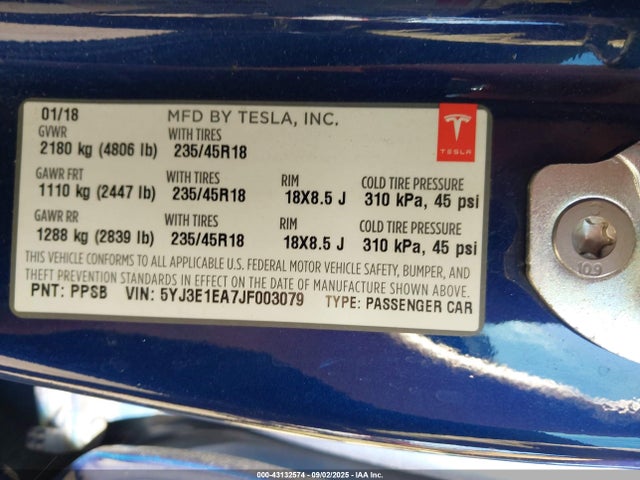 01/18 MFD BY TESLA, INC.
GVWR WITH TIRES
2180 kg (4806 lb) 235/45R18
TESLA
GAWR FRT WITH TIRES RIM COLD TIRE PRESSURE
1110 kg (2447 lb) 235/45R18 18X8.5 J 310 kPa, 45 psi
GAWR RR WITH TIRES RIM COLD TIRE PRESSURE
1288 kg (2839 lb) 235/45R18 18X8.5 J 310 kPa, 45 psi
THIS VEHICLE CONFORMS TO ALL APPLICABLE U.S. FEDERAL MOTOR VEHICLE SAFETY, BUMPER, AND
THEFT PREVENTION STANDARDS IN EFFECT ON THE DATE OF MANUFACTURE SHOWN ABOVE.
PNT: PPSB VIN: 5YJ3E1EA7JF003079 TYPE: PASSENGER CAR
10.9
000-43132574 - 09/02/2025 - IAA Inc.